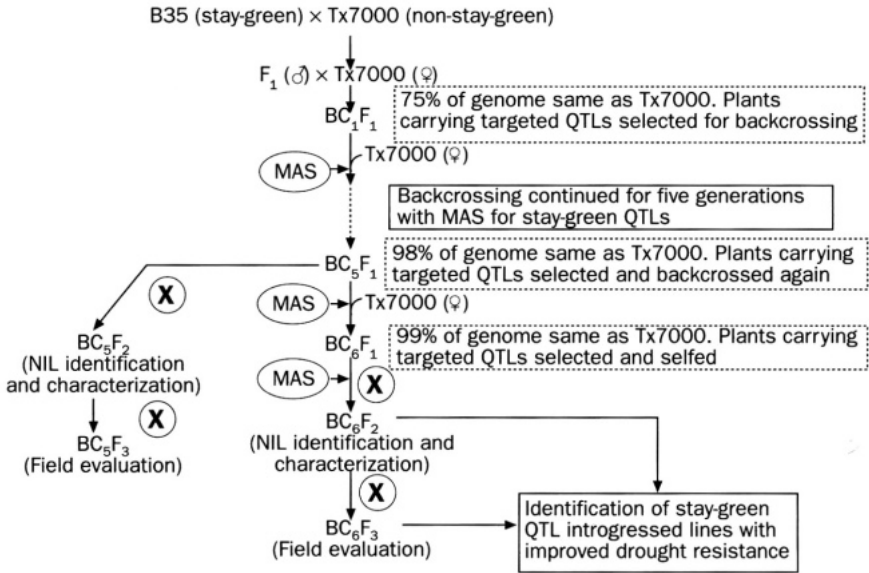 B35 (stay-green) × Tx7000 (non-stay-green)
F₁ (♂) × Tx7000 (♀)
BC₁F₁
75% of genome same as Tx7000. Plants
carrying targeted QTLs selected for backcrossing
MAS
Tx7000 (♀)
Backcrossing continued for five generations
with MAS for stay-green QTLs
BC₅F₁
98% of genome same as Tx7000. Plants carrying
targeted QTLs selected and backcrossed again
X
MAS
Tx7000 (♀)
BC₅F₂
(NIL identification
and characterization)
BC₆F₁
99% of genome same as Tx7000. Plants carrying
targeted QTLs selected and selfed
MAS
X
X
BC₅F₃
(Field evaluation)
BC₆F₂
(NIL identification and
characterization)
X
BC₆F₃
(Field evaluation)
Identification of stay-green
QTL introgressed lines with
improved drought resistance